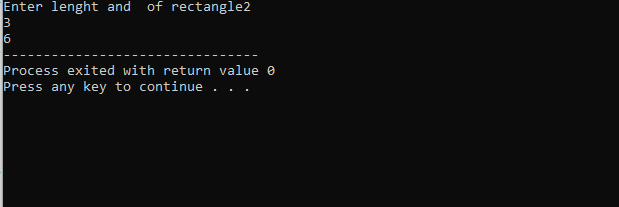 Enter lenght and  of rectangle2
3
6
--------------------------------
Process exited with return value 0
Press any key to continue . . .